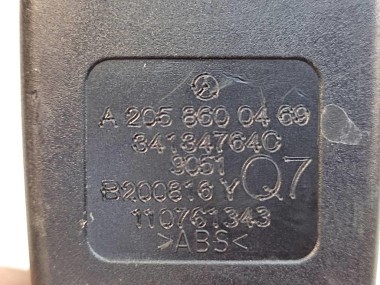 A 205 860 04 69
34134764C
9051
B200816 Y Q7
110761343
>ABS<